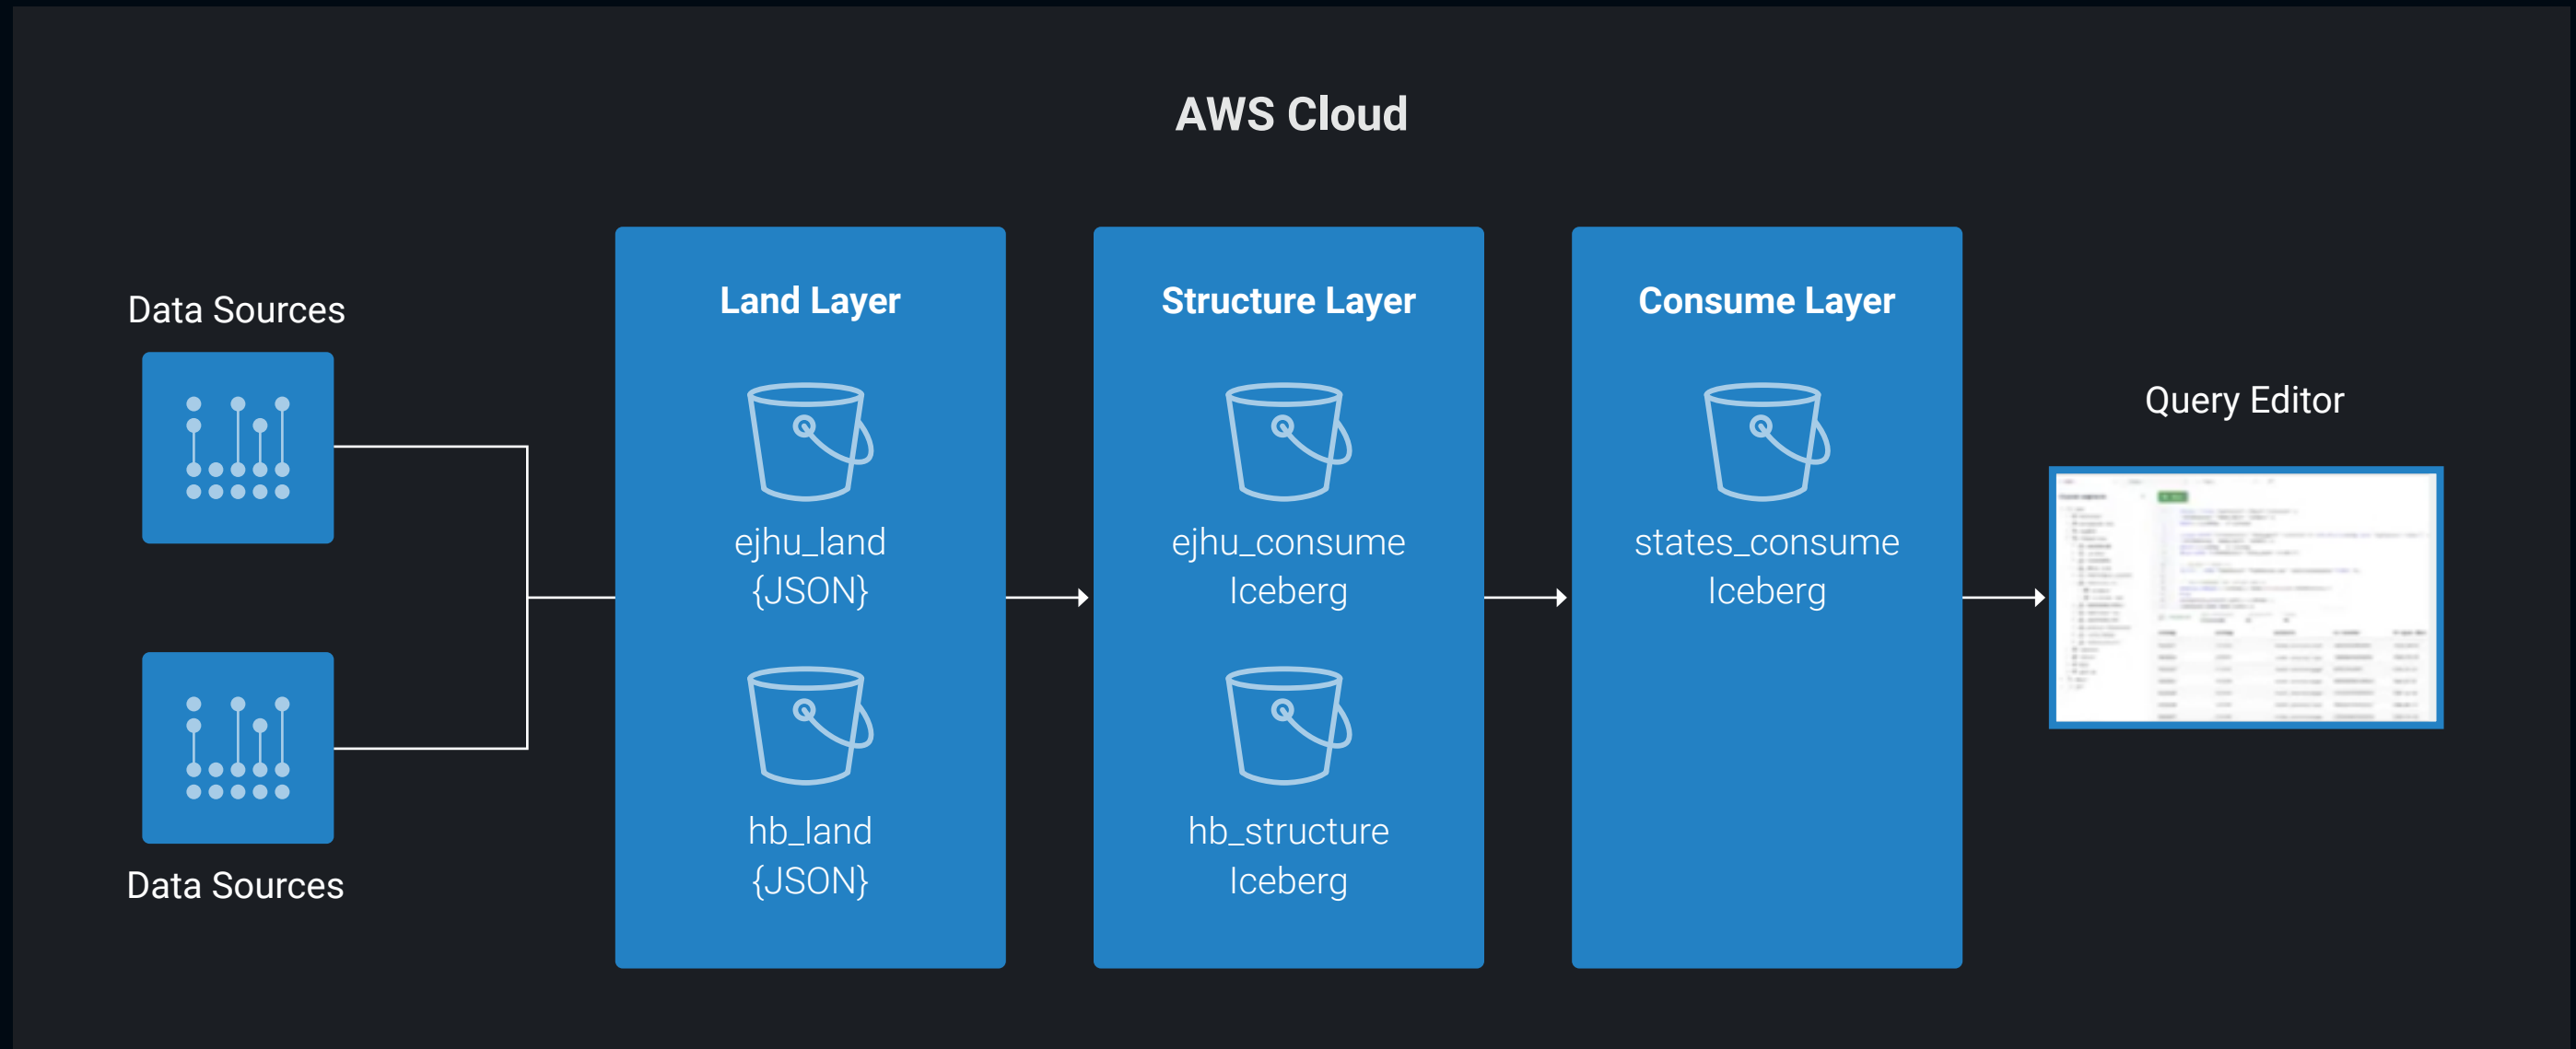 AWS Cloud
Data Sources
Data Sources
Land Layer
ejhu_land
{JSON}
hb_land
{JSON}
Structure Layer
ejhu_consume
Iceberg
hb_structure
Iceberg
Consume Layer
states_consume
Iceberg
Query Editor